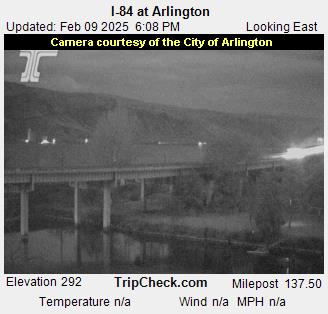 I-84 at Arlington
Updated: Feb 09 2025 6:08 PM Looking East
Camera courtesy of the City of Arlington
Elevation 292 TripCheck.com Milepost 137.50
Temperature n/a Wind n/a MPH n/a